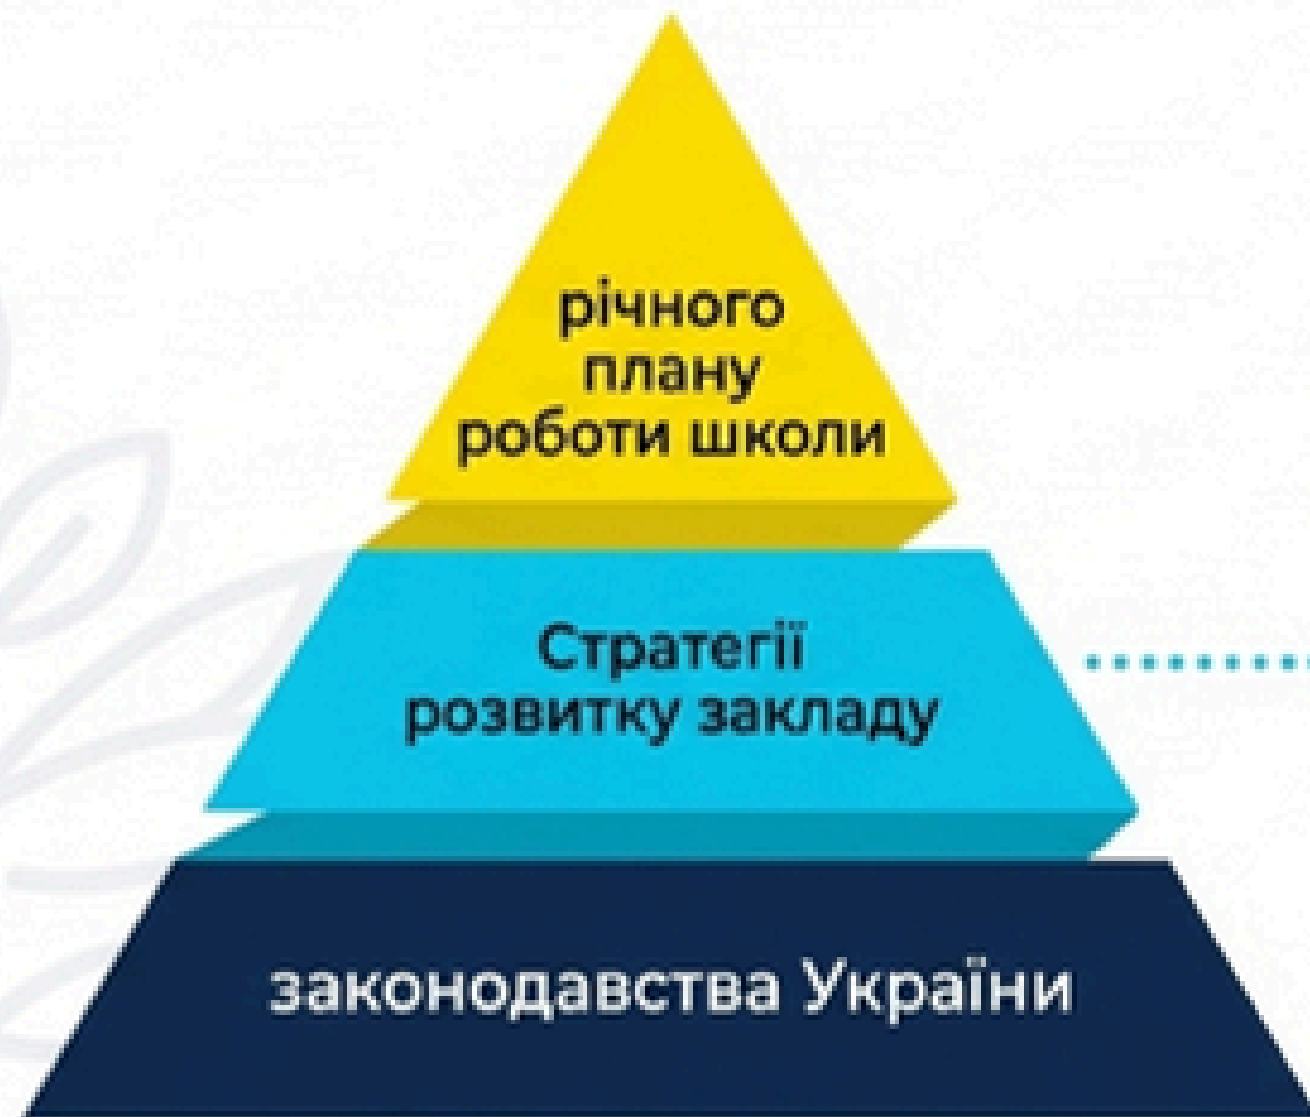 річного
плану
роботи школи
Стратегії
розвитку закладу
законодавства України